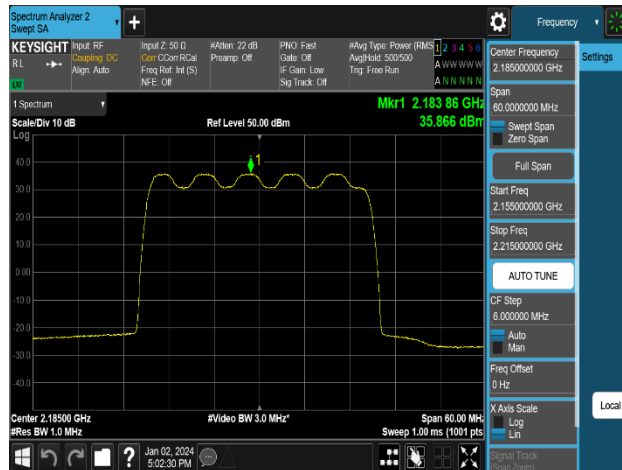 Spectrum Analyzer 2
Swept SA
+
Frequency
KEYSIGHT
RL
Input: RF
Coupling: DC
Align: Auto
Input Z: 50 Ω
Corr CCorr RCal
Freq Ref: Int (S)
NFE: Off
#Atten: 22 dB
Preamp: Off
PNO: Fast
Gate: Off
IF Gain: Low
Sig Track: Off
#Avg Type: Power (RMS)
Avg|Hold: 500/500
Trig: Free Run
1 2 3 4 5 6
A W W W W W
A N N N N N
1 Spectrum
Scale/Div 10 dB
Ref Level 50.00 dBm
Mkr1 2.183 86 GHz
35.866 dBm
Log
40.0
30.0
20.0
10.0
0.00
-10.0
-20.0
-30.0
-40.0
1
Center 2.18500 GHz
#Res BW 1.0 MHz
#Video BW 3.0 MHz*
Span 60.00 MHz
Sweep 1.00 ms (1001 pts)
Jan 02, 2024
5:02:30 PM
Center Frequency
2.185000000 GHz
Settings
Span
60.0000000 MHz
Swept Span
Zero Span
Full Span
Start Freq
2.155000000 GHz
Stop Freq
2.215000000 GHz
AUTO TUNE
CF Step
6.000000 MHz
Auto
Man
Freq Offset
0 Hz
X Axis Scale
Log
Lin
Local
Signal Track
(Span Zoom)